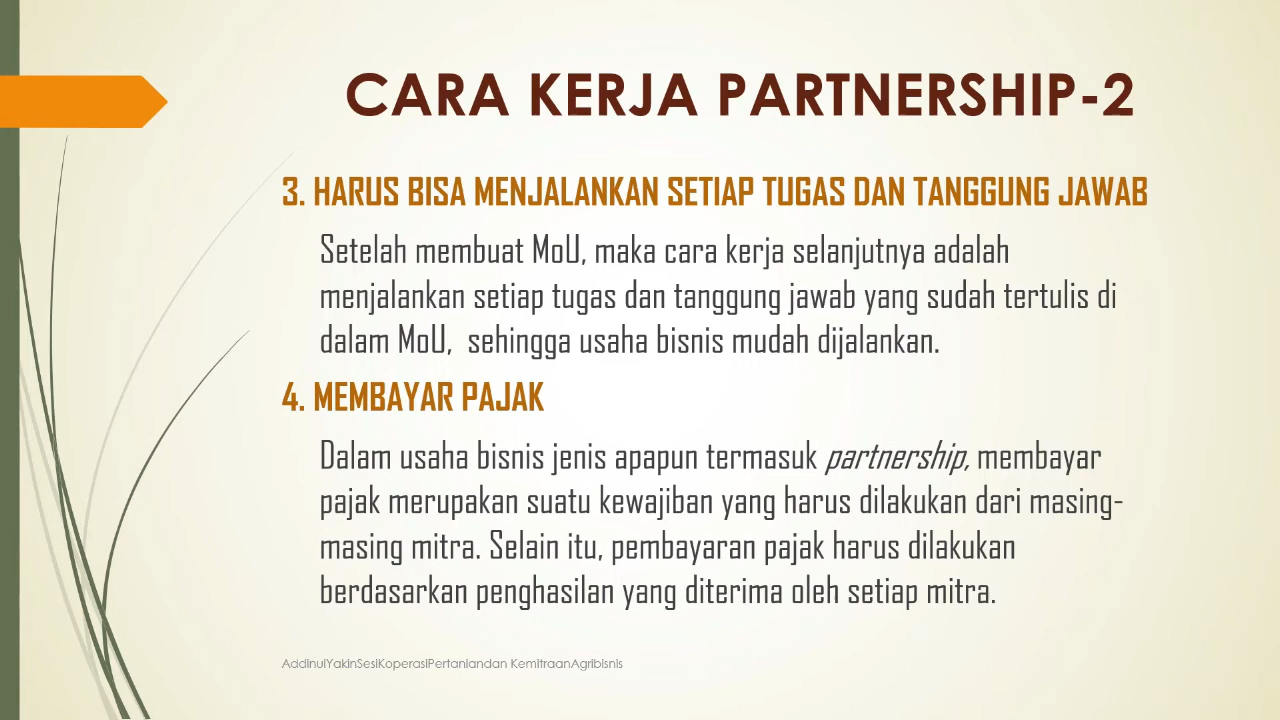 CARA KERJA PARTNERSHIP-2
3. HARUS BISA MENJALANKAN SETIAP TUGAS DAN TANGGUNG JAWAB
Setelah membuat MoU, maka cara kerja selanjutnya adalah
menjalankan setiap tugas dan tanggung jawab yang sudah tertulis di
dalam MoU, sehingga usaha bisnis mudah dijalankan.
4. MEMBAYAR PAJAK
Dalam usaha bisnis jenis apapun termasuk partnership, membayar
pajak merupakan suatu kewajiban yang harus dilakukan dari masing-
masing mitra. Selain itu, pembayaran pajak harus dilakukan
berdasarkan penghasilan yang diterima oleh setiap mitra.
AddinulYakinSesiKoperasiPertaniandan KemitraanAgribisnis